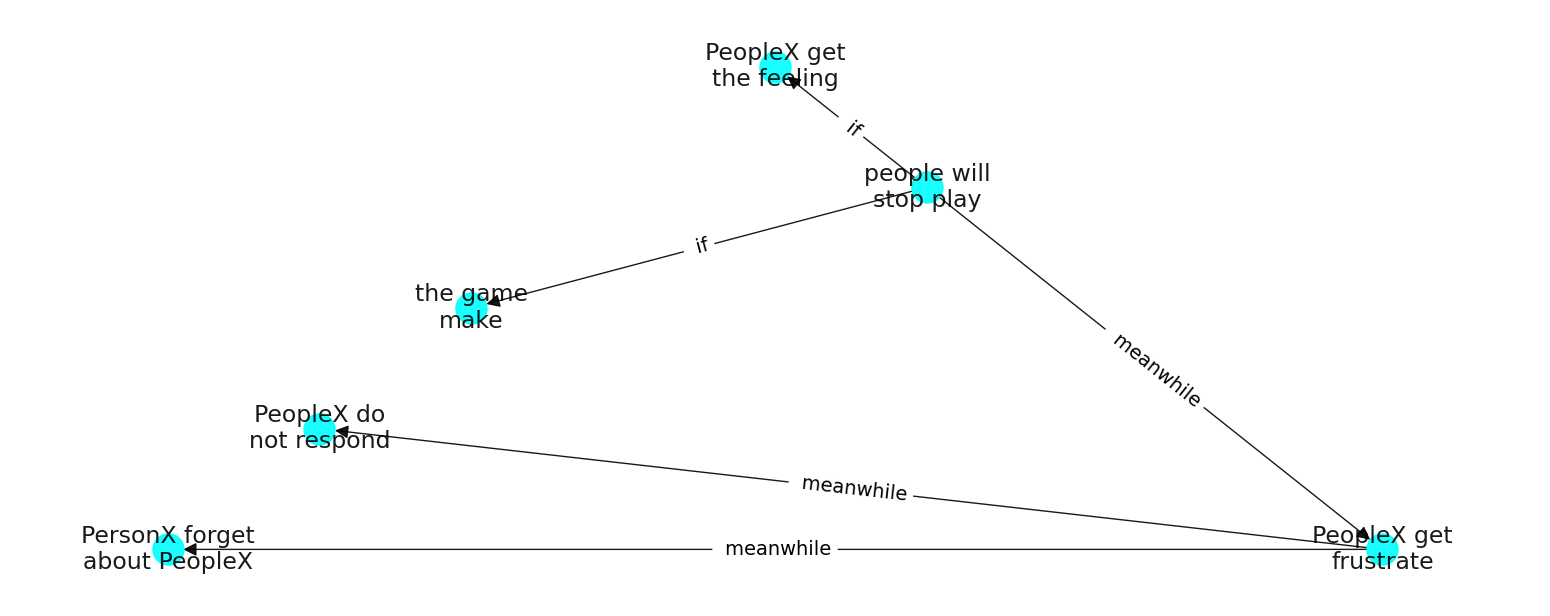 PeopleX get
the feeling
if
people will
stop play
if
the game
make
meanwhile
PeopleX do
not respond
meanwhile
PersonX forget
about PeopleX
meanwhile
PeopleX get
frustrate